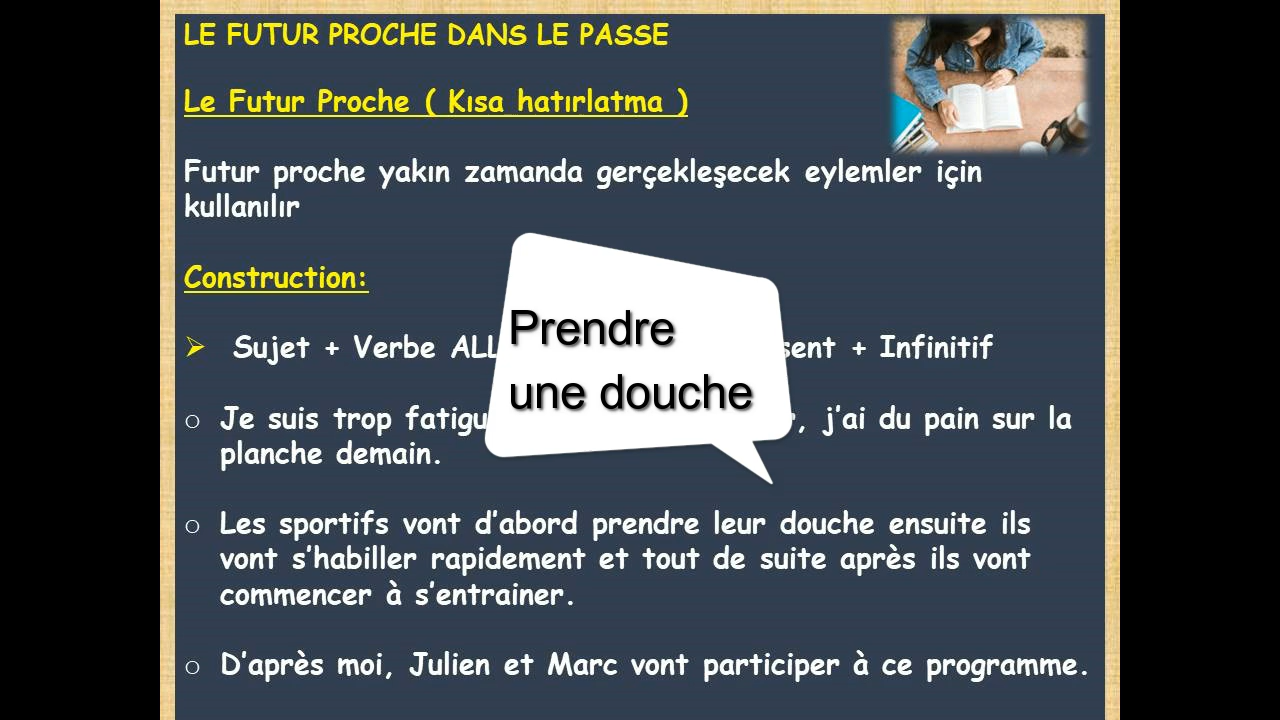 LE FUTUR PROCHE DANS LE PASSE
Le Futur Proche ( Kısa hatırlatma )
Futur proche yakın zamanda gerçekleşecek eylemler için
kullanılır
Construction:
Sujet + Verbe + Infinitif
Je suis trop j’ai du pain sur la
planche demain.
Prendre
une douche
Les sportifs vont d’abord prendre leur douche ensuite ils
vont s’habiller rapidement et tout de suite après ils vont
commencer à s’entrainer.
D’après moi, Julien et Marc vont participer à ce programme.